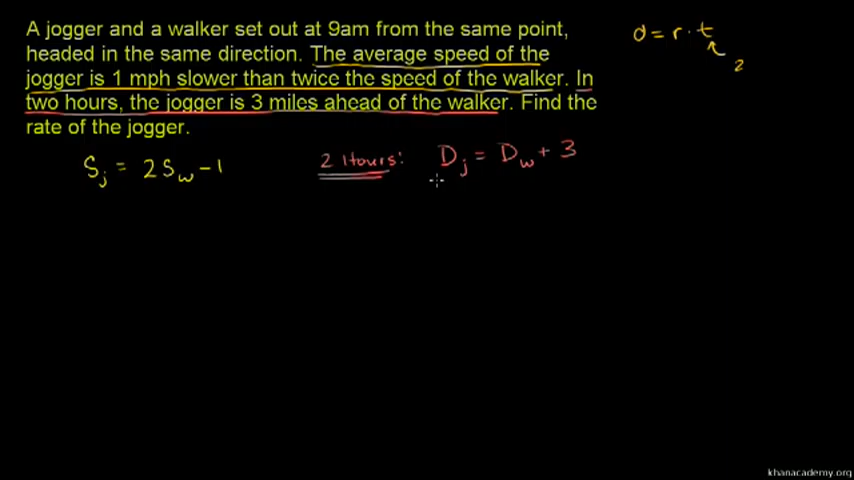 A jogger and a walker set out at 9am from the same point,
headed in the same direction. The average speed of the
jogger is 1 mph slower than twice the speed of the walker. In
two hours, the jogger is 3 miles ahead of the walker. Find the
rate of the jogger.
d = r · t
2
Sj = 2Sw - 1
2 Hours: Dj = Dw + 3
khanacademy.org